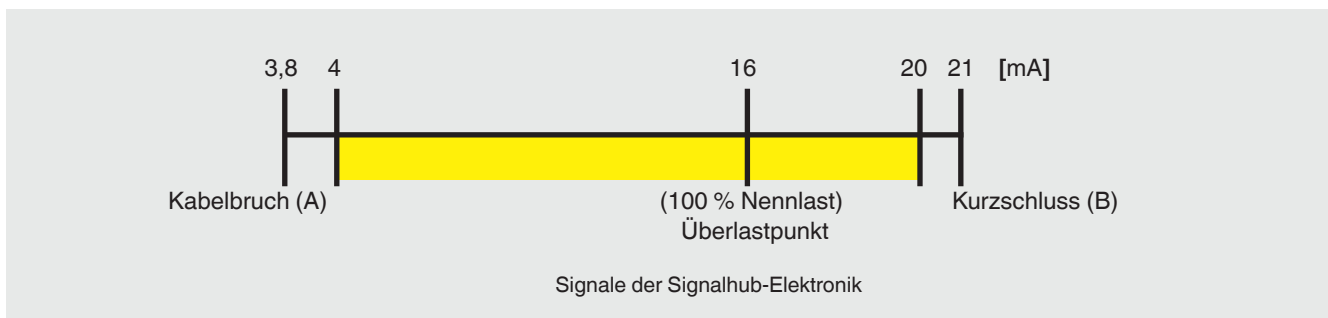 3,8 4 16 20 21 [mA]
Kabelbruch (A) (100 % Nennlast) Kurzschluss (B)
Überlastpunkt
Signale der Signalhub-Elektronik